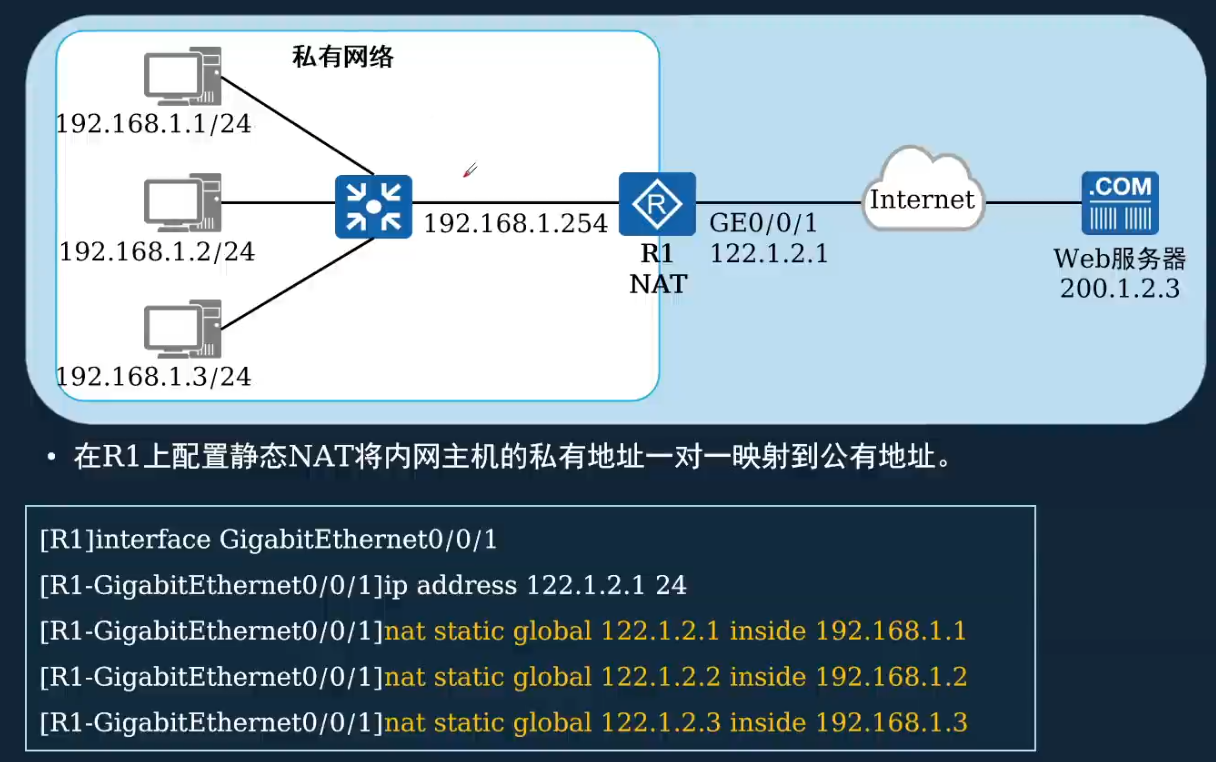 私有网络
192.168.1.1/24
192.168.1.2/24
192.168.1.3/24
192.168.1.254
R
R1
NAT
GE0/0/1
122.1.2.1
Internet
.COM
Web服务器
200.1.2.3
• 在R1上配置静态NAT将内网主机的私有地址一对一映射到公有地址。
[R1]interface GigabitEthernet0/0/1
[R1-GigabitEthernet0/0/1]ip address 122.1.2.1 24
[R1-GigabitEthernet0/0/1]nat static global 122.1.2.1 inside 192.168.1.1
[R1-GigabitEthernet0/0/1]nat static global 122.1.2.2 inside 192.168.1.2
[R1-GigabitEthernet0/0/1]nat static global 122.1.2.3 inside 192.168.1.3